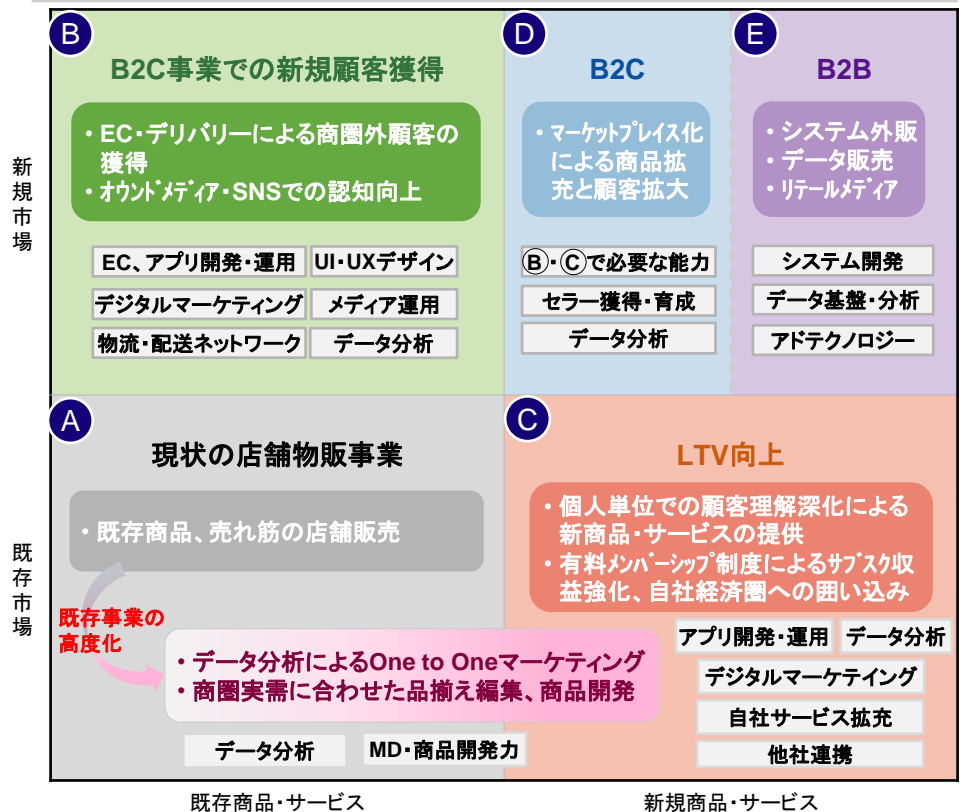 B
B2C事業での新規顧客獲得
・EC・デリバリーによる商圏外顧客の
獲得
・オウンドメディア・SNSでの認知向上
EC、アプリ開発・運用
UI・UXデザイン
デジタルマーケティング
メディア運用
物流・配送ネットワーク
データ分析
D
B2C
・マーケットプレイス化
による商品拡
充と顧客拡大
Ⓑ・Ⓒで必要な能力
セラー獲得・育成
データ分析
E
B2B
・システム外販
・データ販売
・リテールメディア
システム開発
データ基盤・分析
アドテクノロジー
新規市場
A
現状の店舗物販事業
・既存商品、売れ筋の店舗販売
既存事業の
高度化
・データ分析によるOne to Oneマーケティング
・商圏実需に合わせた品揃え編集、商品開発
データ分析
MD・商品開発力
C
LTV向上
・個人単位での顧客理解深化による
新商品・サービスの提供
・有料メンバーシップ制度によるサブスク収
益強化、自社経済圏への囲い込み
アプリ開発・運用
データ分析
デジタルマーケテイング
自社サービス拡充
他社連携
既存市場
既存商品・サービス
新規商品・サービス